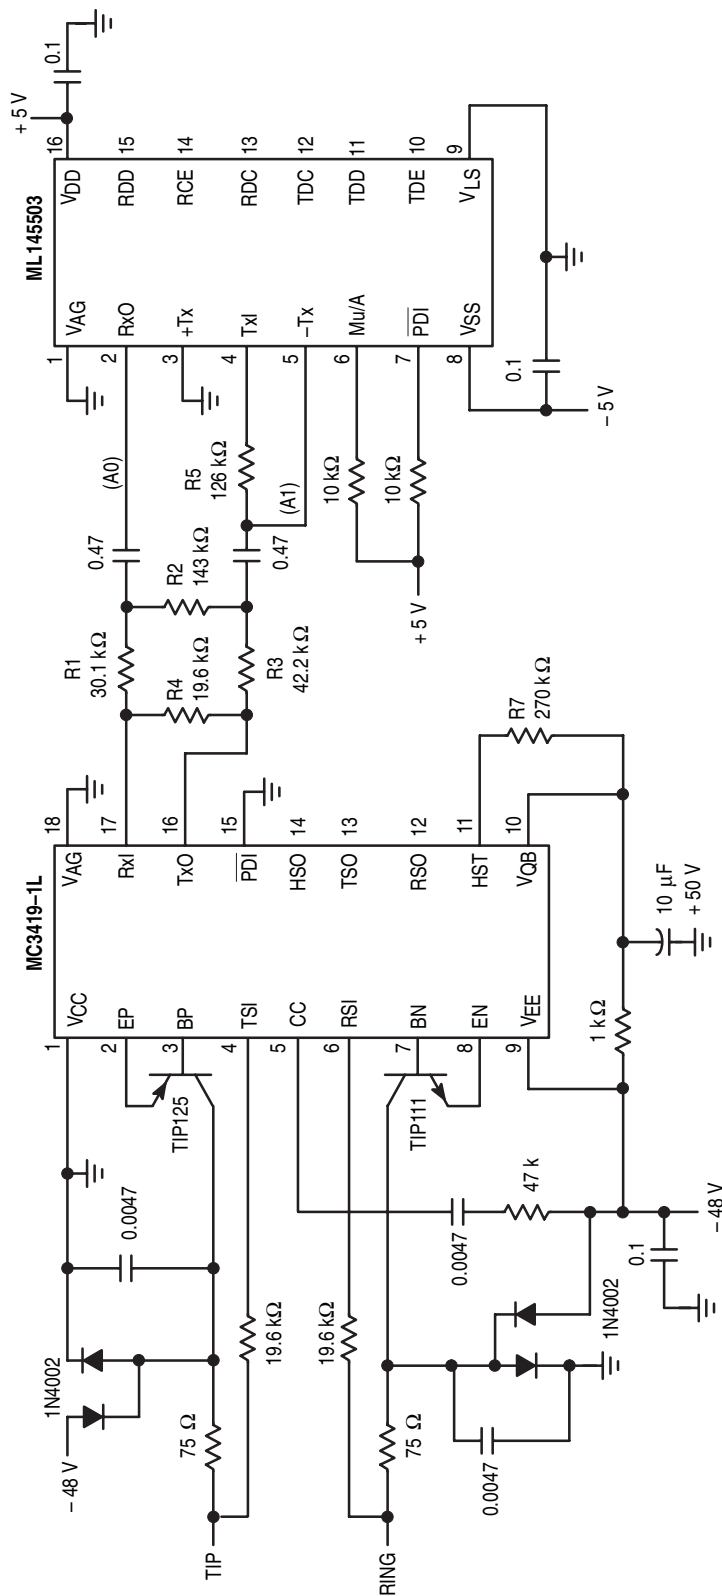 ML145503
+ 5 V
0.1
1
VAG
2
RxO
3
+Tx
4
TxI
5
–Tx
6
Mu/A
7
PDI
8
VSS
16
VDD
15
RDD
14
RCE
13
RDC
12
TDC
11
TDD
10
TDE
9
VLS
0.1
– 5 V
(A0)
0.47
R5
126 kΩ
(A1)
0.47
10 kΩ
10 kΩ
+ 5 V
R1
30.1 kΩ
R2
143 kΩ
R4
19.6 kΩ
R3
42.2 kΩ
MC3419–1L
1
VCC
2
EP
3
BP
4
TSI
5
CC
6
RSI
7
BN
8
EN
9
VEE
18
VAG
17
RxI
16
TxO
15
PDI
14
HSO
13
TSO
12
RSO
11
HST
10
VQB
R7
270 kΩ
10 µF
+ 50 V
1 kΩ
TIP125
TIP111
0.0047
1N4002
– 48 V
75 Ω
TIP
19.6 kΩ
19.6 kΩ
75 Ω
RING
0.0047
47 k
0.0047
1N4002
0.1
– 48 V